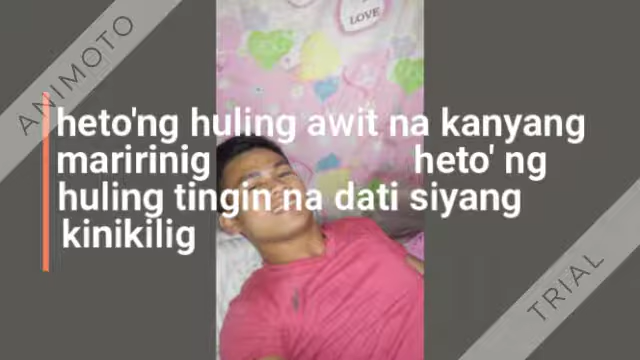 ANIMOTO
LOVE
heto'ng huling awit na kanyang
maririnig heto' ng
huling tingin na dati siyang
kinikilig
TRIAL